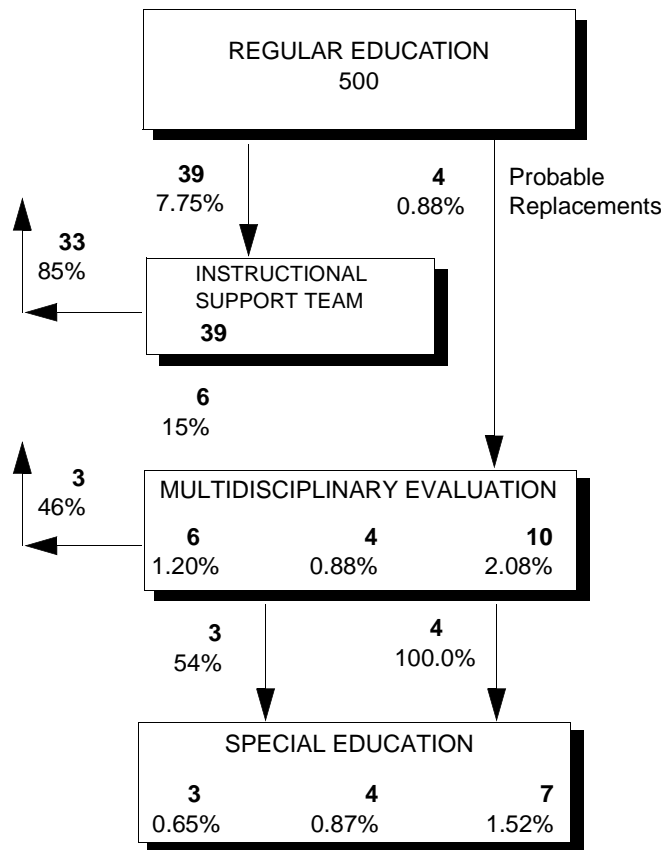 REGULAR EDUCATION
500
39
7.75%
4
0.88%
Probable
Replacements
33
85%
INSTRUCTIONAL
SUPPORT TEAM
39
6
15%
3
46%
MULTIDISCIPLINARY EVALUATION
6 4 10
1.20% 0.88% 2.08%
3
54%
4
100.0%
SPECIAL EDUCATION
3 4 7
0.65% 0.87% 1.52%